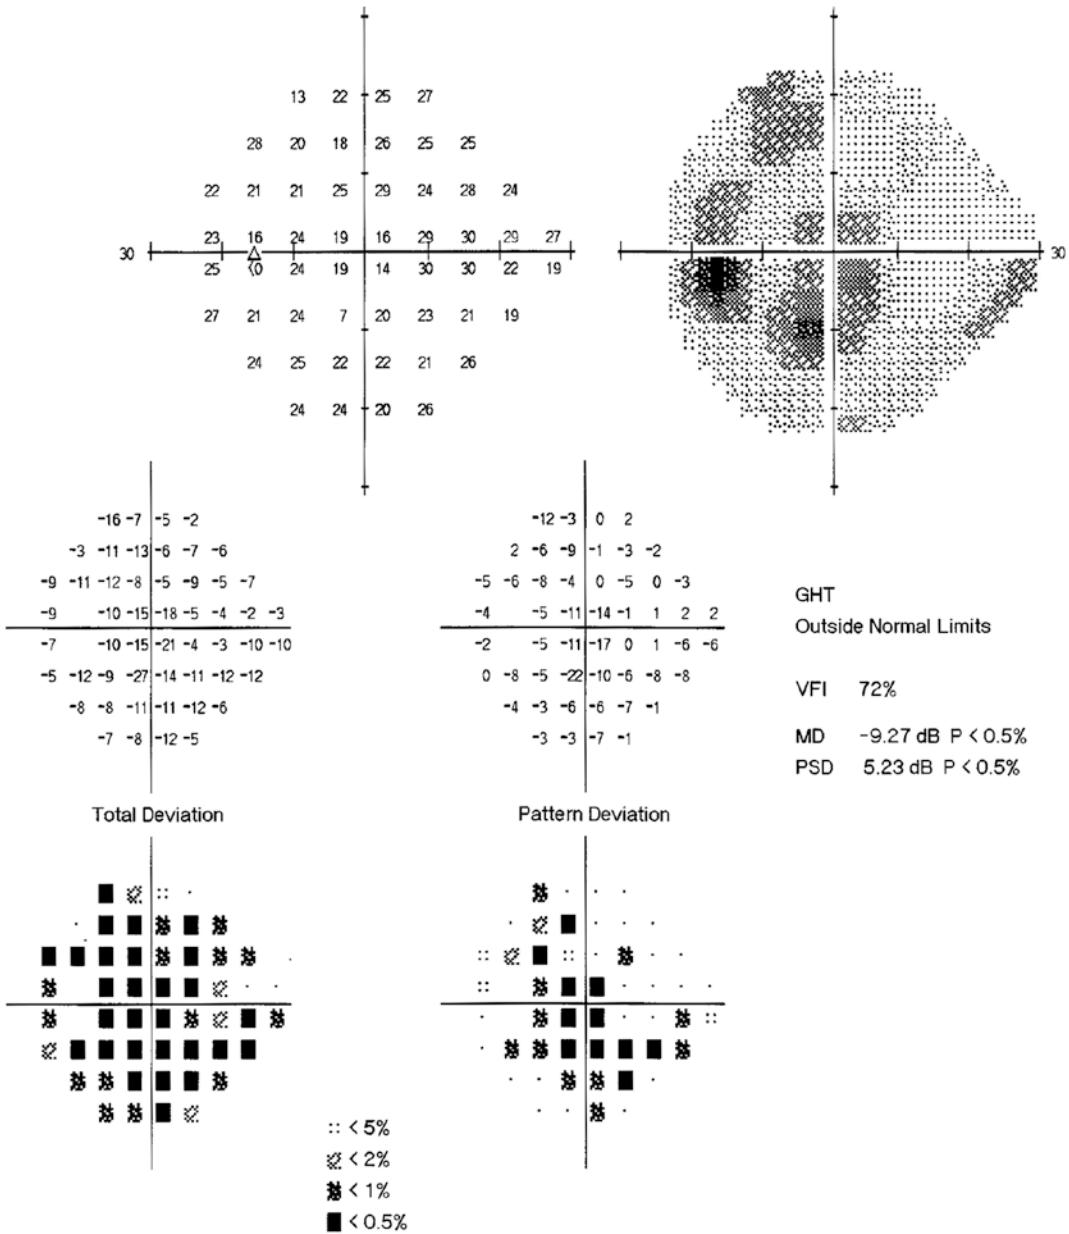 13 22 25 27
28 20 18 26 25 25
22 21 21 25 29 24 28 24
23 16 24 19 16 29 30 29 27
30 30
25 <0 24 19 14 30 30 22 19
27 21 24 7 20 23 21 19
24 25 22 22 21 26
24 24 20 26
-16 -7 -5 -2
-3 -11 -13 -6 -7 -6
-9 -11 -12 -8 -5 -9 -5 -7
-9 -10 -15 -18 -5 -4 -2 -3
-7 -10 -15 -21 -4 -3 -10 -10
-5 -12 -9 -27 -14 -11 -12 -12
-8 -8 -11 -11 -12 -6
-7 -8 -12 -5
Total Deviation
-12 -3 0 2
2 -6 -9 -1 -3 -2
-5 -6 -8 -4 0 -5 0 -3
-4 -5 -11 -14 -1 1 2 2
-2 -5 -11 -17 0 1 -6 -6
0 -8 -5 -22 -10 -6 -8 -8
-4 -3 -6 -6 -7 -1
-3 -3 -7 -1
Pattern Deviation
GHT
Outside Normal Limits
VFI 72%
MD -9.27 dB P < 0.5%
PSD 5.23 dB P < 0.5%
< 5%
< 2%
< 1%
< 0.5%